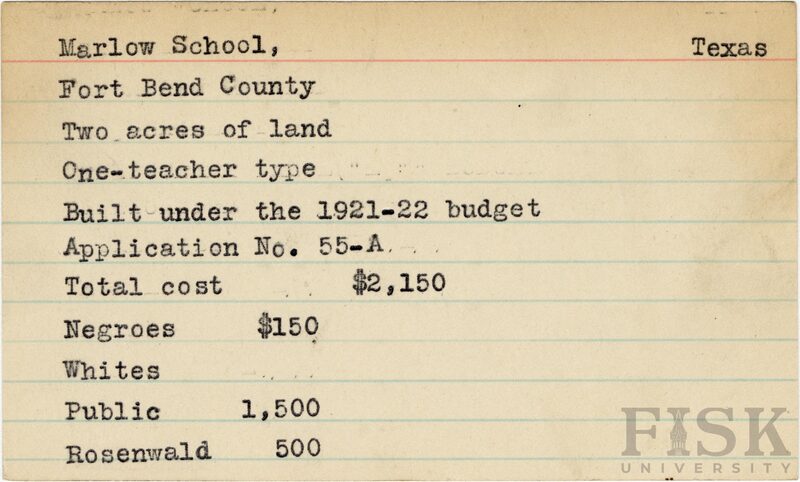 Marlow School, Texas
Fort Bend County
Two acres of land
One-teacher type
Built under the 1921-22 budget
Application No. 55-A
Total cost $2,150
Negroes $150
Whites
Public 1,500
Rosenwald 500
FISK
UNIVERSITY